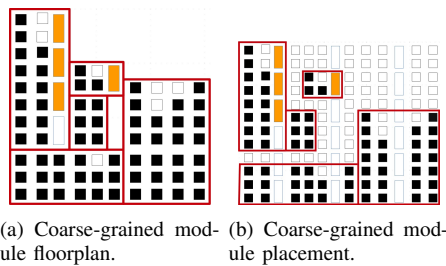 (a) Coarse-grained mod-
ule floorplan.
(b) Coarse-grained mod-
ule placement.